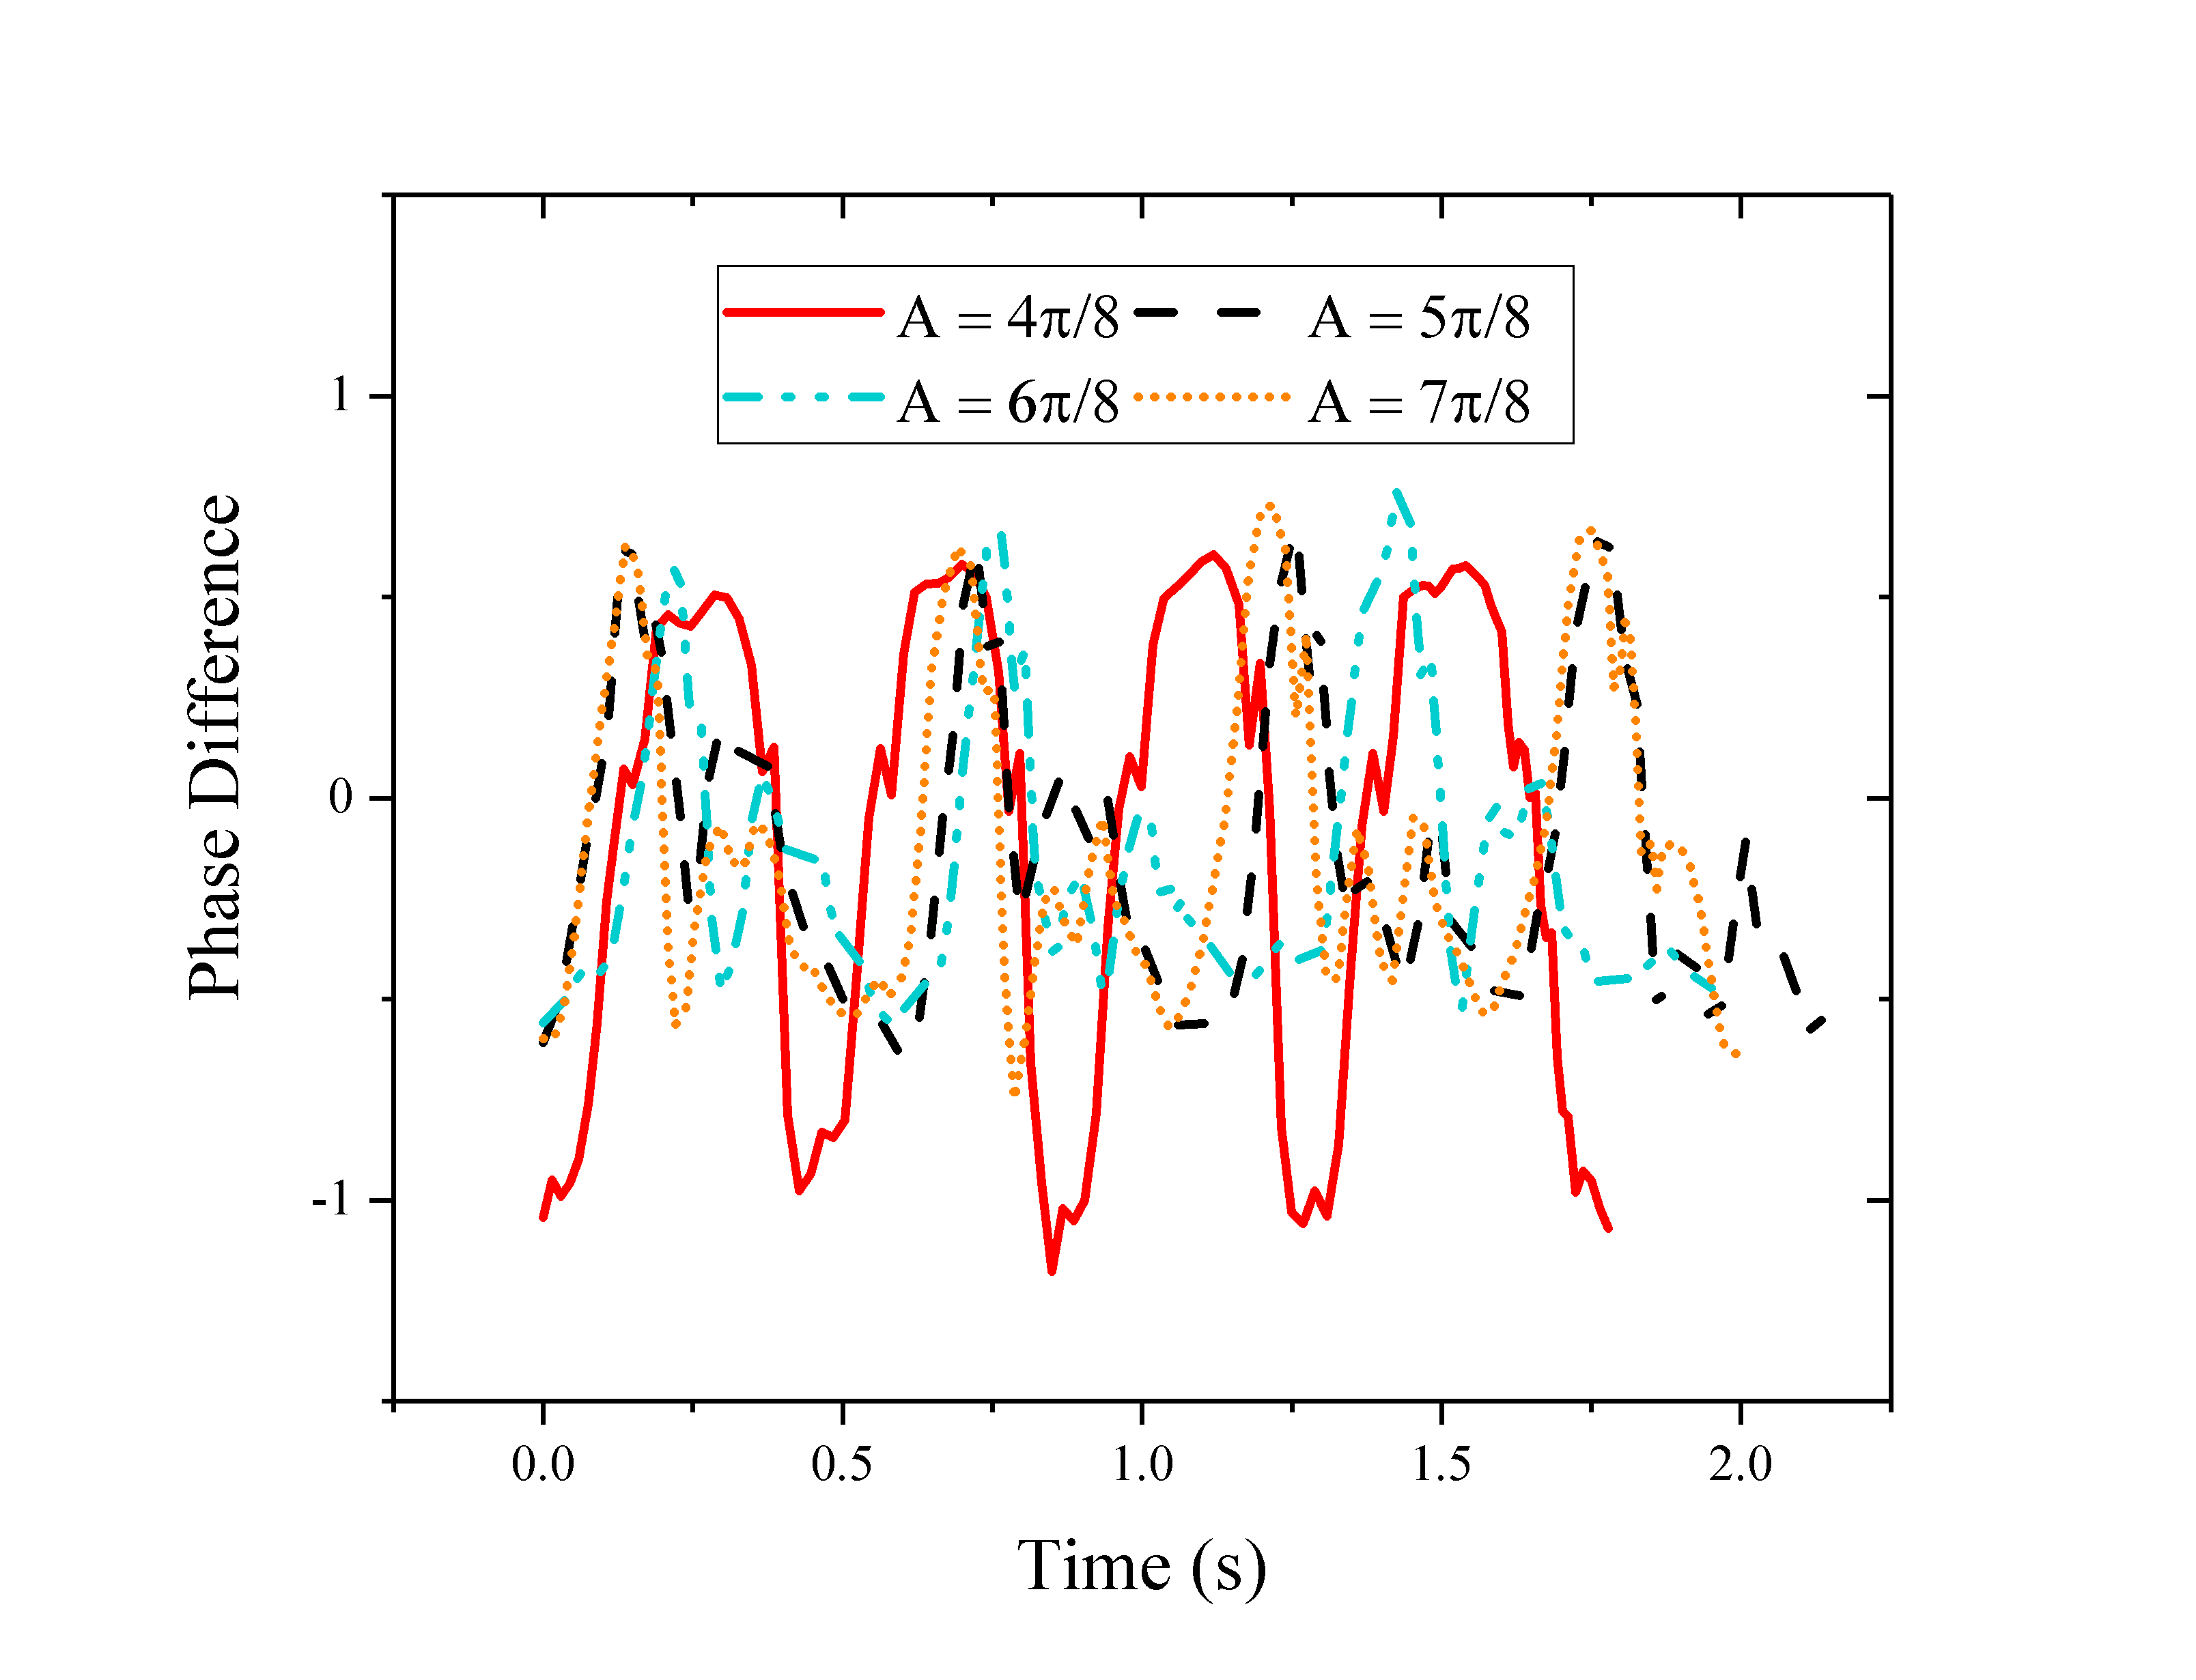 A = 4π/8 A = 5π/8
A = 6π/8 A = 7π/8
1
0
-1
Phase Difference
0.0 0.5 1.0 1.5 2.0
Time (s)